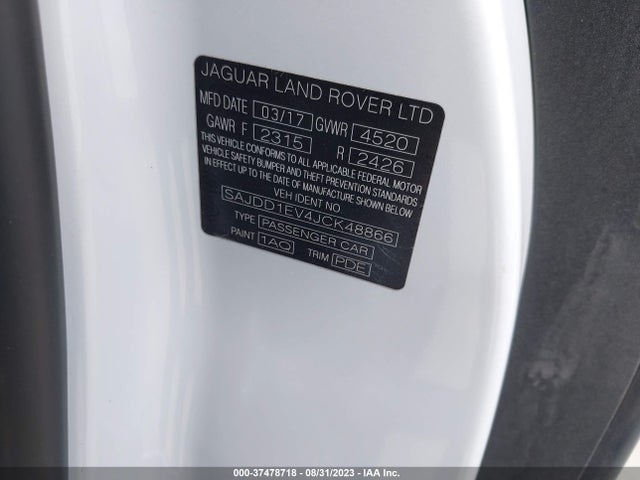 JAGUAR LAND ROVER LTD
MFD DATE 03/17 GVWR 4520
GAWR F 2315 R 2426
THIS VEHICLE CONFORMS TO ALL APPLICABLE FEDERAL MOTOR
VEHICLE SAFETY BUMPER AND THEFT PREVENTION STANDARDS
IN EFFECT UP TO THE DATE OF MANUFACTURE SHOWN BELOW
VEH IDENT NO
SAJDD1EV4JCK48866
TYPE PASSENGER CAR
PAINT 1AQ TRIM PDE
000-37478718 - 08/31/2023 - IAA Inc.